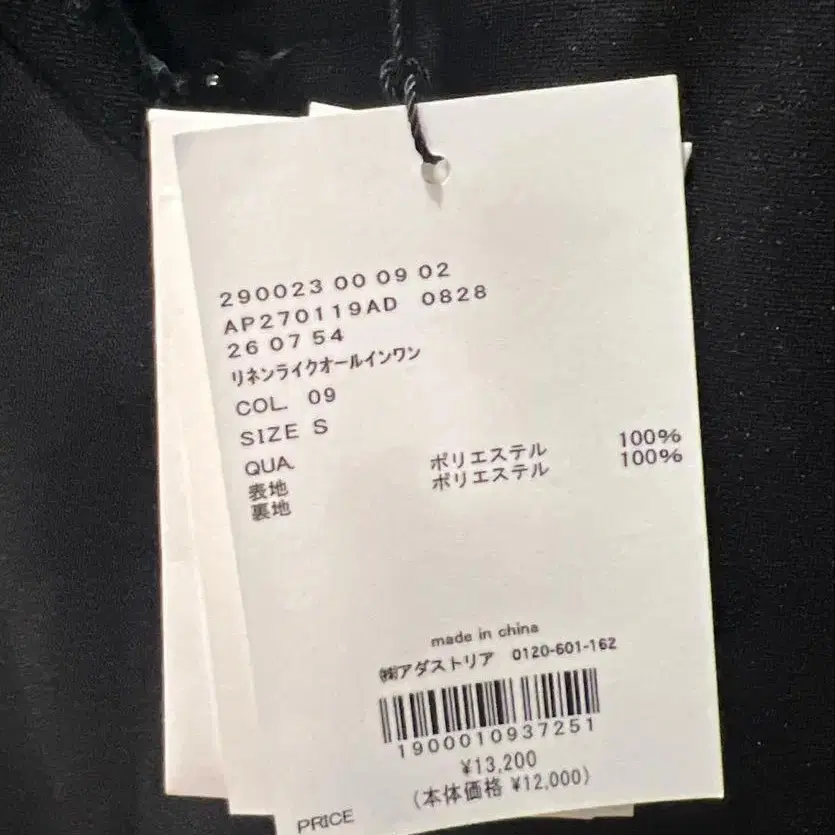 290023 00 09 02
AP270119AD 0828
26 07 54
リネンライクオールインワン
COL. 09
SIZE S
QUA.
表地 ポリエステル 100%
裏地 ポリエステル 100%
made in china
㈱アダストリア 0120-601-162
1900010937251
¥13,200
(本体価格 ¥12,000)
PRICE